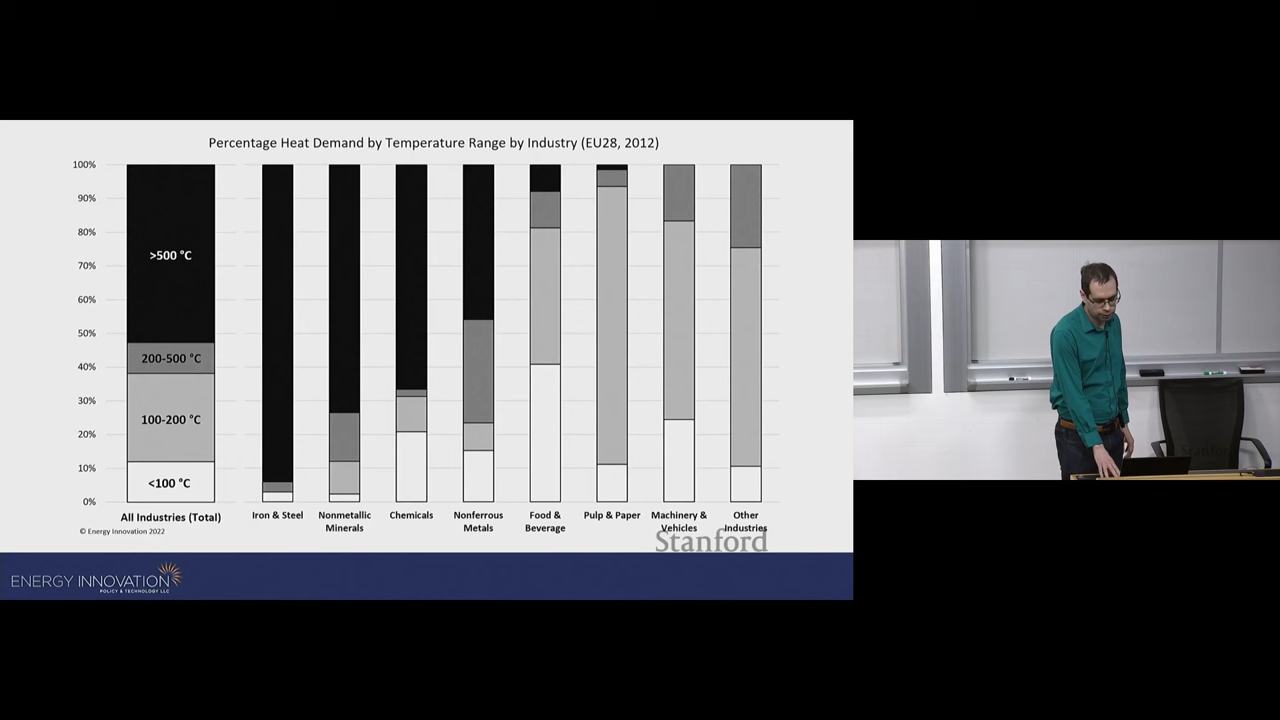 Percentage Heat Demand by Temperature Range by Industry (EU28, 2012)
100%
90%
80%
70%
60%
50%
40%
30%
20%
10%
0%
>500 °C
200-500 °C
100-200 °C
<100 °C
All Industries (Total)
Iron & Steel
Nonmetallic
Minerals
Chemicals
Nonferrous
Metals
Food &
Beverage
Pulp & Paper
Machinery &
Vehicles
Other
Industries
© Energy Innovation 2022
Stanford
ENERGY INNOVATION
POLICY & TECHNOLOGY LLC
Stanford